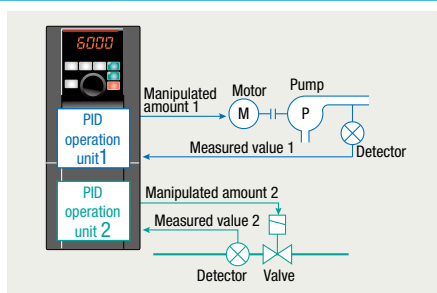 6000
Manipulated
amount 1
Motor
Pump
M
P
PID
operation
unit1
Measured value 1
Detector
PID
operation
unit 2
Manipulated amount 2
Measured value 2
Detector
Valve